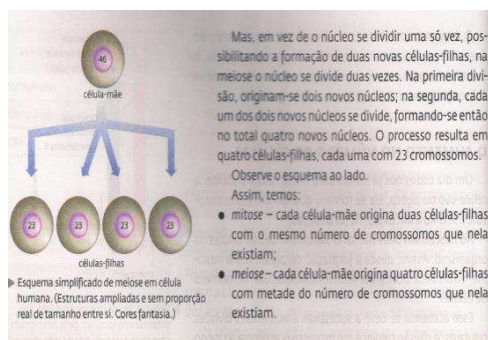 46
célula-mãe
23 23 23 23
células-filhas
Esquema simplificado de meiose em célula
humana. (Estruturas ampliadas e sem proporção
real de tamanho entre si. Cores fantasia.)
Mas, em vez de o núcleo se dividir uma só vez, pos-
sibilitando a formação de duas novas células-filhas, na
meiose o núcleo se divide duas vezes. Na primeira divi-
são, originam-se dois novos núcleos; na segunda, cada
um dos dois novos núcleos se divide, formando-se então
no total quatro novos núcleos. O processo resulta em
quatro células-filhas, cada uma com 23 cromossomos.
Observe o esquema ao lado.
Assim, temos:
• mitose – cada célula-mãe origina duas células-filhas
com o mesmo número de cromossomos que nela
existiam;
• meiose – cada célula-mãe origina quatro células-filhas
com metade do número de cromossomos que nela
existiam.